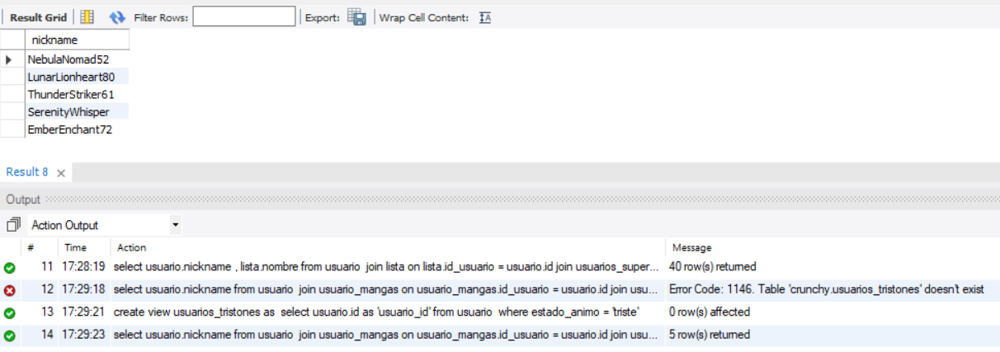 Result Grid Filter Rows: Export: Wrap Cell Content:
nickname
NebulaNomad52
LunarLionheart80
ThunderStriker61
SerenityWhisper
EmberEnchant72
Result 8
Output
Action Output
# Time Action Message
11 17:28:19 select usuario.nickname , lista.nombre from usuario join lista on lista.id_usuario = usuario.id join usuarios_super... 40 row(s) returned
12 17:29:18 select usuario.nickname from usuario join usuario_mangas on usuario_mangas.id_usuario = usuario.id join usu... Error Code: 1146. Table 'crunchy.usuarios_tristones' doesn't exist
13 17:29:21 create view usuarios_tristones as select usuario.id as 'usuario_id' from usuario where estado_animo = 'triste' 0 row(s) affected
14 17:29:23 select usuario.nickname from usuario join usuario_mangas on usuario_mangas.id_usuario = usuario.id join usu... 5 row(s) returned